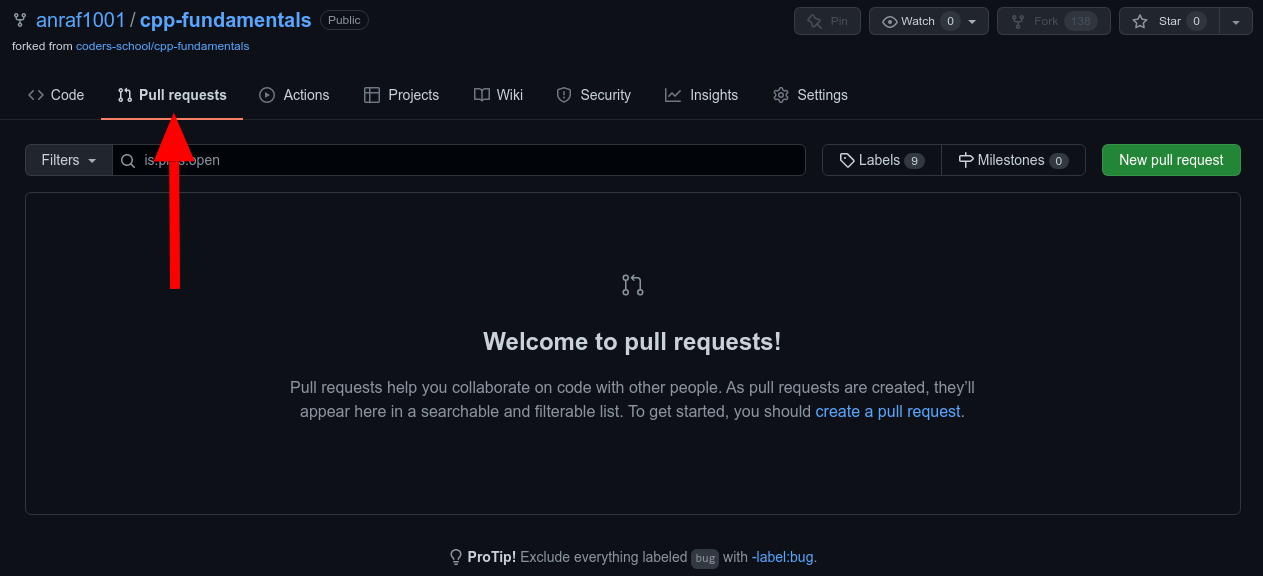 anraf1001 / cpp-fundamentals Public Pin Watch 0 Fork 138 Star 0
forked from coders-school/cpp-fundamentals
Code Pull requests Actions Projects Wiki Security Insights Settings
Filters open Labels 9 Milestones 0 New pull request
Welcome to pull requests!
Pull requests help you collaborate on code with other people. As pull requests are created, they'll
appear here in a searchable and filterable list. To get started, you should create a pull request.
ProTip! Exclude everything labeled bug with -label:bug.